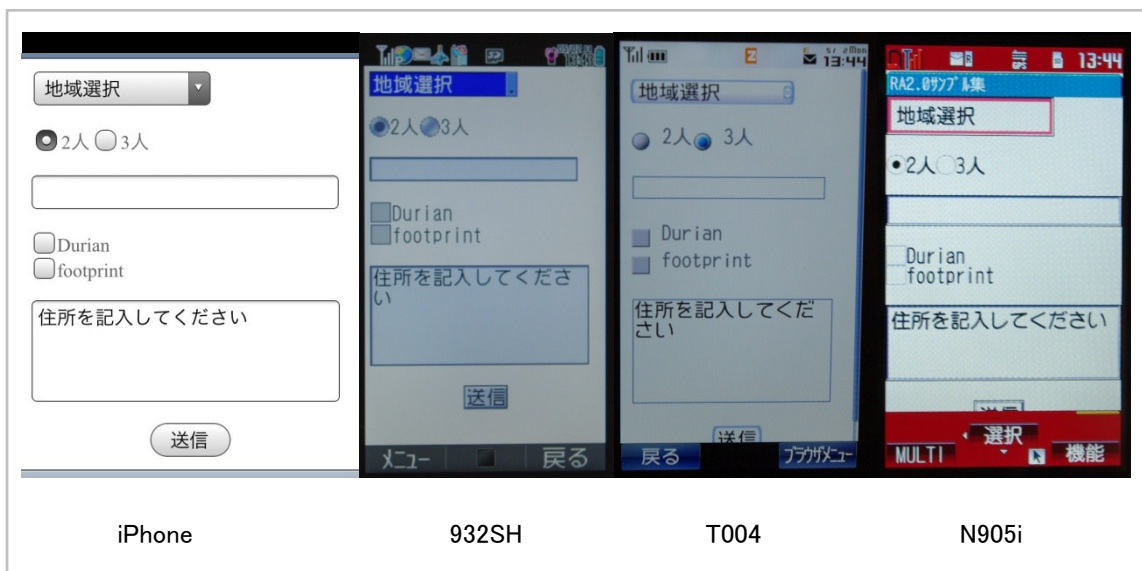 地域選択
2人 3人
Durian
footprint
住所を記入してください
送信
地域選択
2人 3人
Durian
footprint
住所を記入してくださ
い
送信
メニュー
戻る
5/ 2Mon
13:44
地域選択
2人 3人
Durian
footprint
住所を記入してくだ
さい
送信
戻る
ブラウザメニュー
GPS
13:44
RA2.0サンプル集
地域選択
2人 3人
Durian
footprint
住所を記入してください
MULTI
選択
機能
iPhone
932SH
T004
N905i